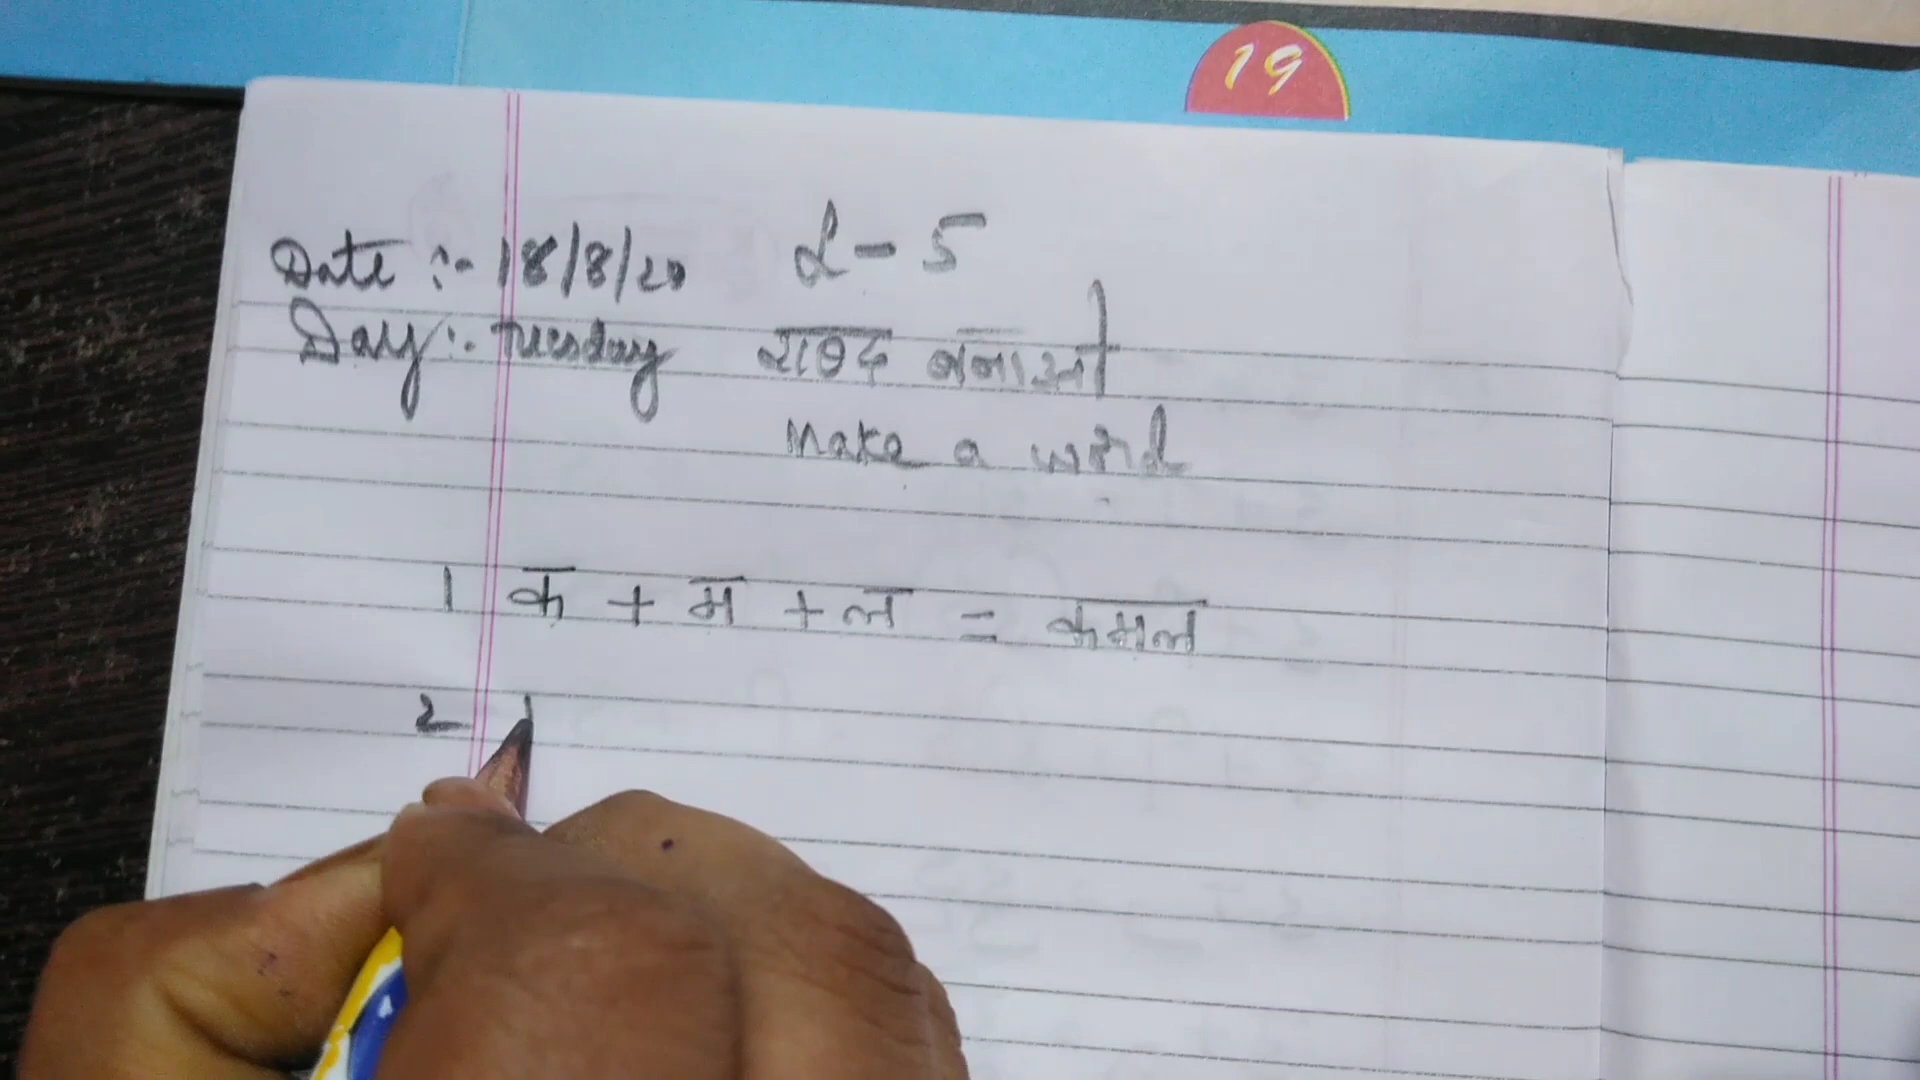 19
L - 5
Date :- 18/8/20
Day :- Tuesday शब्द बनाओ
Make a word
1 क + म + ल = कमल
2